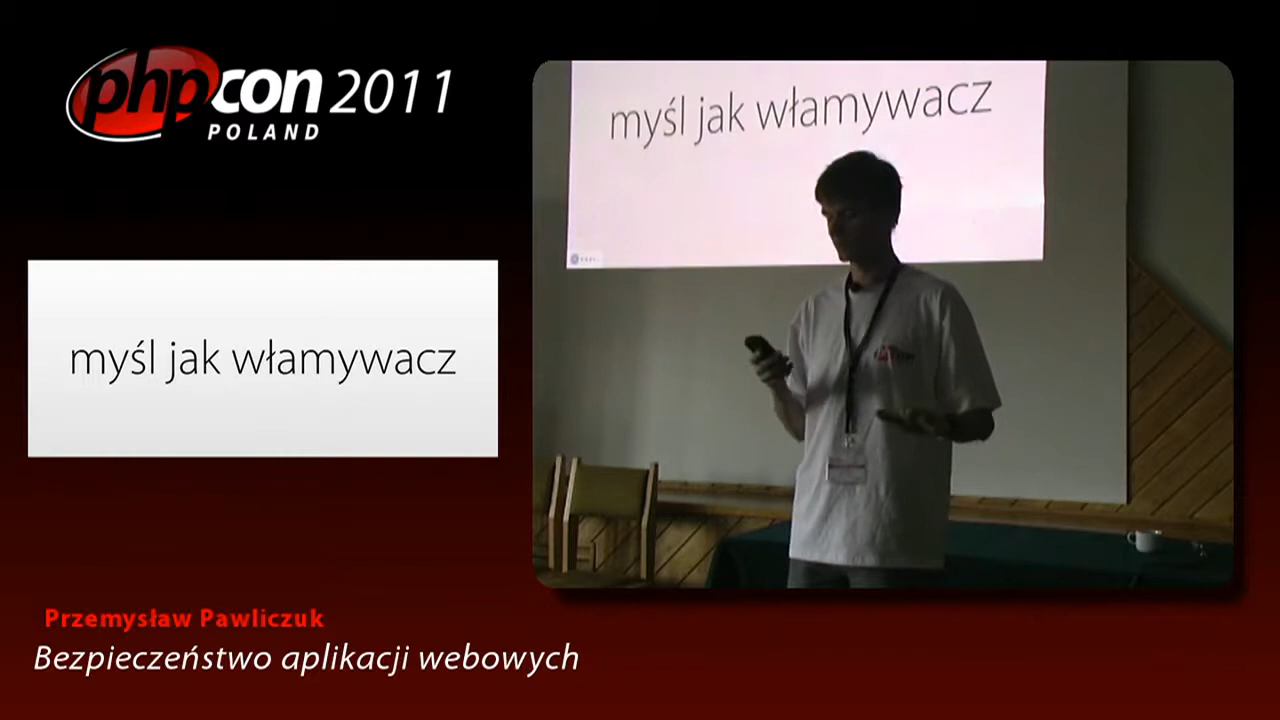 phpcon 2011
POLAND
myśl jak włamywacz
myśl jak włamywacz
Przemysław Pawliczuk
Bezpieczeństwo aplikacji webowych